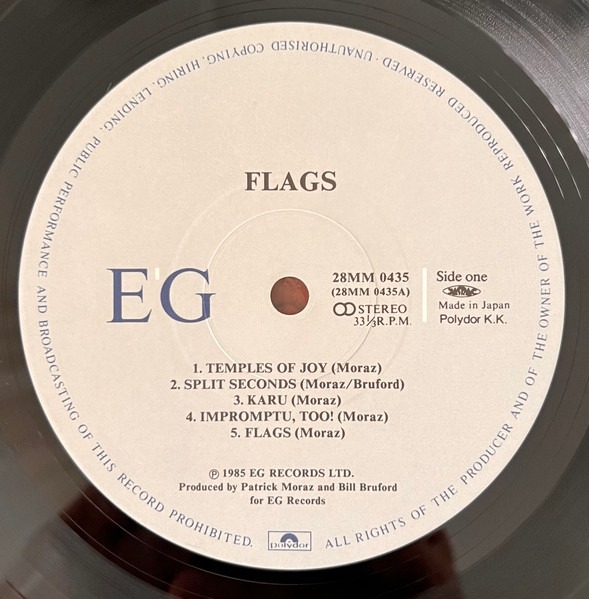 FLAGS
EG
28MM 0435
(28MM 0435A)
STEREO
33⅓R.P.M.
Side one
Made in Japan
Polydor K.K.
1. TEMPLES OF JOY (Moraz)
2. SPLIT SECONDS (Moraz/Bruford)
3. KARU (Moraz)
4. IMPROMPTU, TOO! (Moraz)
5. FLAGS (Moraz)
℗ 1985 EG RECORDS LTD.
Produced by Patrick Moraz and Bill Bruford
for EG Records
Polydor
ALL RIGHTS OF THE PRODUCER AND OF THE OWNER OF THE WORK REPRODUCED RESERVED · UNAUTHORISED COPYING, HIRING, LENDING, PUBLIC PERFORMANCE AND BROADCASTING OF THIS RECORD PROHIBITED.